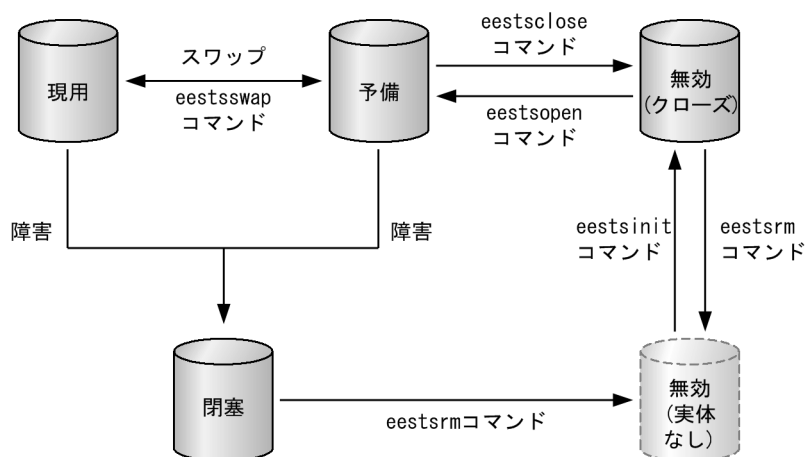 現用
スワップ
eestsswap
コマンド
予備
eestsclose
コマンド
eestsopen
コマンド
無効
(クローズ)
障害
障害
eestsinit
コマンド
eestsrm
コマンド
閉塞
eestsrmコマンド
無効
(実体
なし)